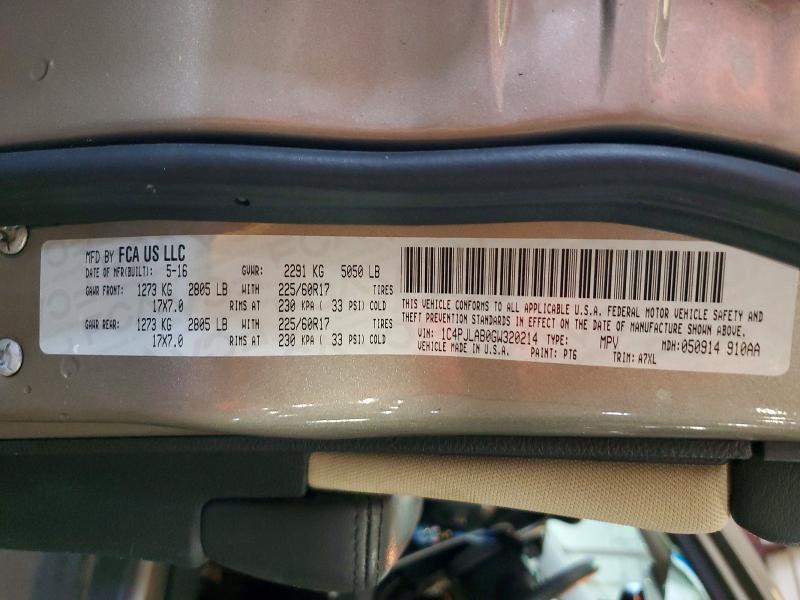 MFD BY FCA US LLC
DATE OF MFR(BUILT): 5-16 GVWR: 2291 KG 5050 LB
GAWR FRONT: 1273 KG 2805 LB WITH 225/60R17 TIRES
17X7.0 RIMS AT 230 KPA ( 33 PSI) COLD
GAWR REAR: 1273 KG 2805 LB WITH 225/60R17 TIRES
17X7.0 RIMS AT 230 KPA ( 33 PSI) COLD
THIS VEHICLE CONFORMS TO ALL APPLICABLE U.S.A. FEDERAL MOTOR VEHICLE SAFETY AND
THEFT PREVENTION STANDARDS IN EFFECT ON THE DATE OF MANUFACTURE SHOWN ABOVE.
VIN: 1C4PJLAB0GW320214 TYPE: MPV MDH: 050914 910AA
VEHICLE MADE IN U.S.A. PAINT: PT6 TRIM: A7XL